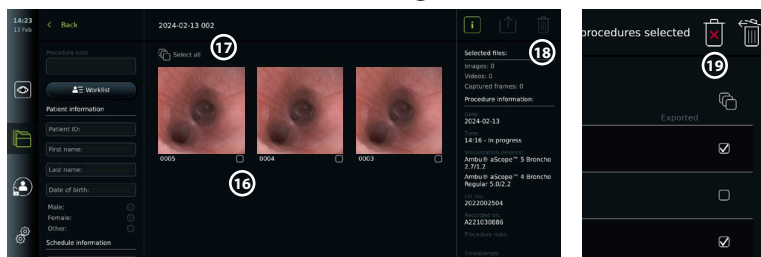 14:23
13 Feb
Back
Procedure note:
Worklist
Patient information
Patient ID:
First name:
Last name:
Date of birth:
Male:
Female:
Other:
Schedule information
2024-02-13 002
Select all
17
0005
0004
0003
16
18
Selected files:
Images: 0
Videos: 0
Captured frames: 0
Procedure information:
Date:
2024-02-13
Time:
14:16 - In progress
Visualization devices:
Ambu® aScope™ 5 Broncho
2.7/1.2
Ambu® aScope™ 4 Broncho
Regular 5.0/2.2
Lot no.:
2022002504
Recorded on:
A221030886
Procedure note:
Timestamps:
procedures selected
19
Exported